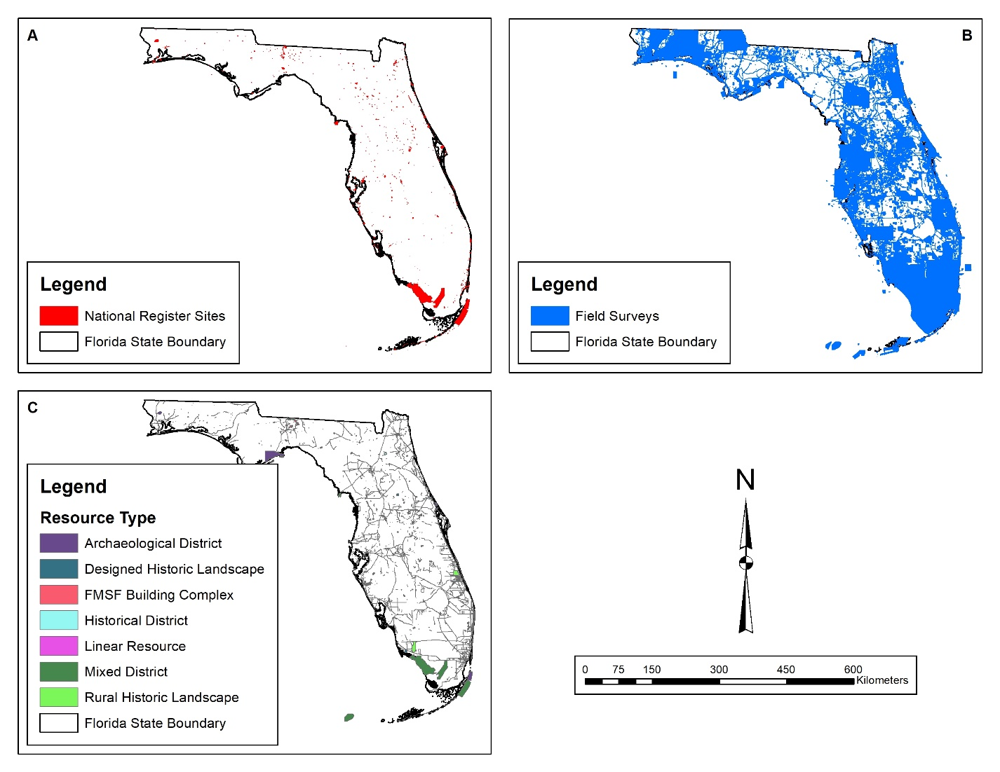 A
Legend
National Register Sites
Florida State Boundary
B
Legend
Field Surveys
Florida State Boundary
C
Legend
Resource Type
Archaeological District
Designed Historic Landscape
FMSF Building Complex
Historical District
Linear Resource
Mixed District
Rural Historic Landscape
Florida State Boundary
N
0 75 150 300 450 600
Kilometers